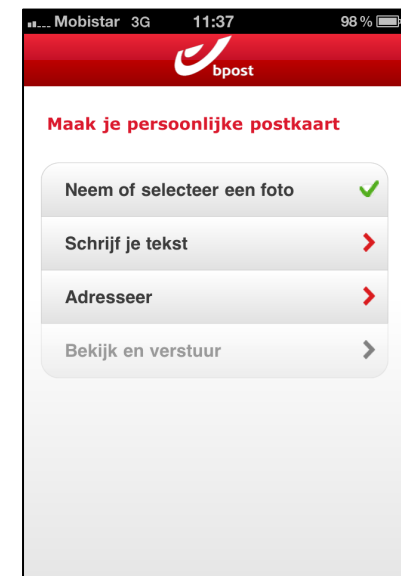 Mobistar 3G 11:37 98 %
bpost
Maak je persoonlijke postkaart
Neem of selecteer een foto
Schrijf je tekst
Adresseer
Bekijk en verstuur